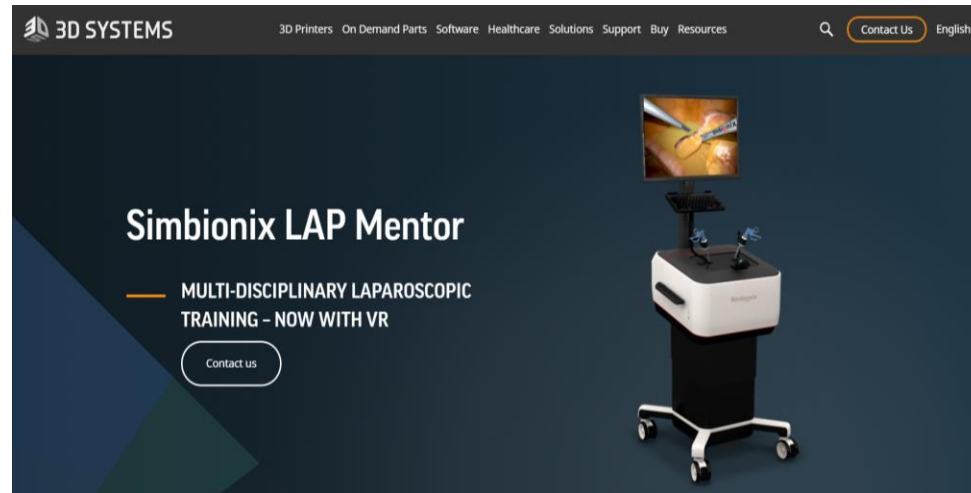 3D SYSTEMS
3D Printers On Demand Parts Software Healthcare Solutions Support Buy Resources
Contact Us
English
Simbionix LAP Mentor
MULTI-DISCIPLINARY LAPAROSCOPIC
TRAINING – NOW WITH VR
Contact us
Simbionix